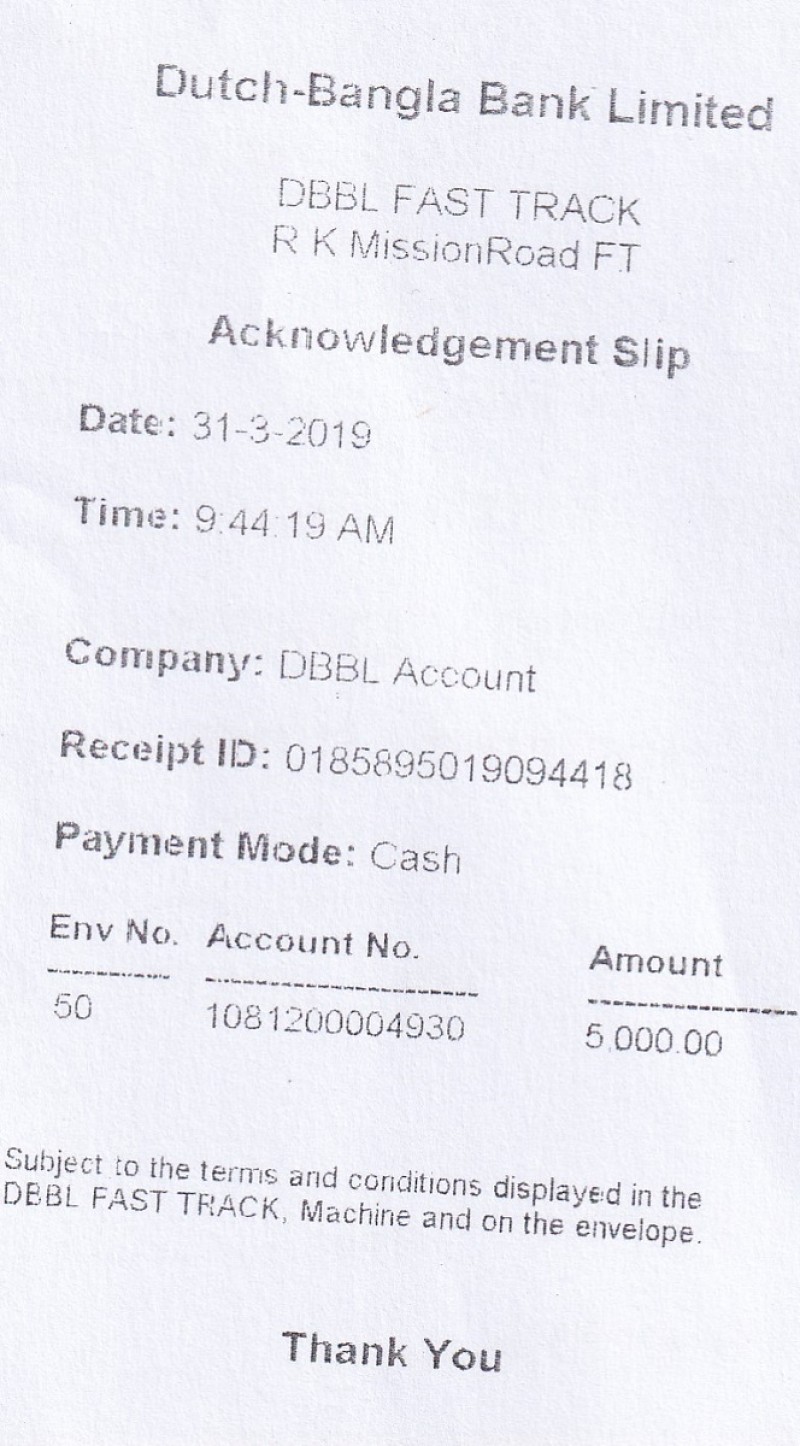 Dutch-Bangla Bank Limited
DBBL FAST TRACK
R K MissionRoad FT
Acknowledgement Slip
Date: 31-3-2019
Time: 9:44:19 AM
Company: DBBL Account
Receipt ID: 0185895019094418
Payment Mode: Cash
Env No. Account No. Amount
50 1081200004930 5,000.00
Subject to the terms and conditions displayed in the
DBBL FAST TRACK, Machine and on the envelope.
Thank You